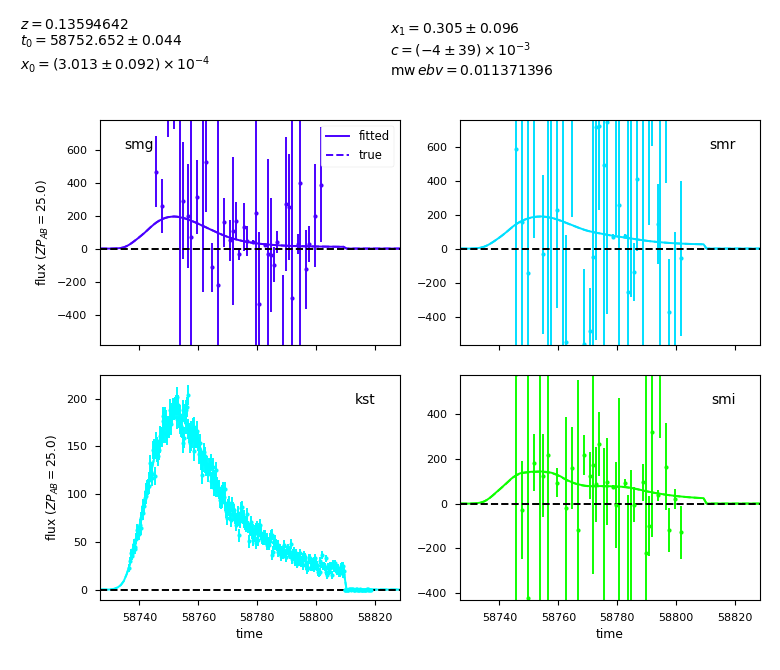 z = 0.13594642
t₀ = 58752.652 ± 0.044
x₀ = (3.013 ± 0.092) × 10⁻⁴
x₁ = 0.305 ± 0.096
c = (−4 ± 39) × 10⁻³
mw ebv = 0.011371396
smg
fitted
true
600
400
200
0
−200
−400
flux (ZP_AB = 25.0)
smr
600
400
200
0
−200
−400
kst
200
150
100
50
0
flux (ZP_AB = 25.0)
58740 58760 58780 58800 58820
time
smi
400
200
0
−200
−400
58740 58760 58780 58800 58820
time